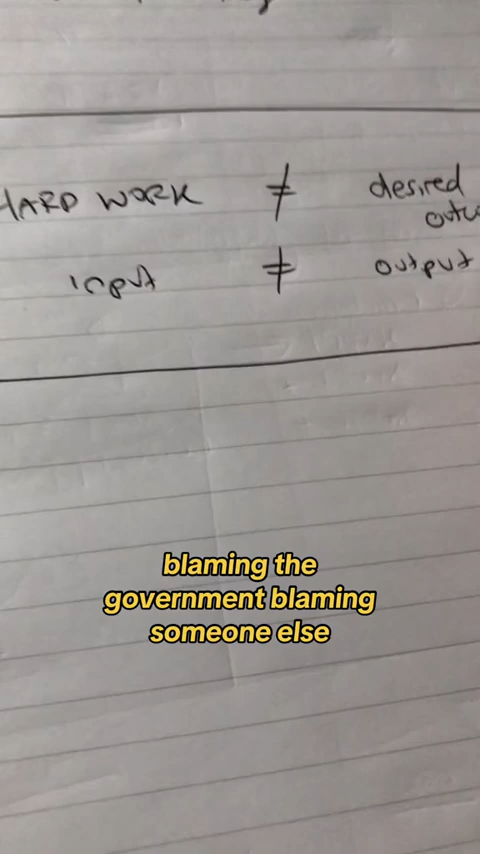 HARD WORK ≠ desired
input ≠ output
blaming the
government blaming
someone else